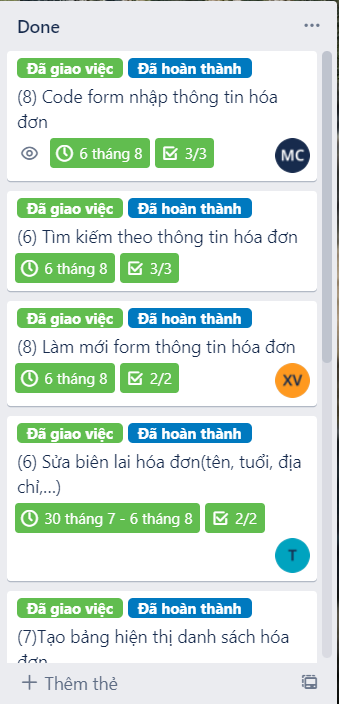 Done
Đã giao việc Đã hoàn thành
(8) Code form nhập thông tin hóa
đơn
6 tháng 8 3/3 MC
Đã giao việc Đã hoàn thành
(6) Tìm kiếm theo thông tin hóa đơn
6 tháng 8 3/3
Đã giao việc Đã hoàn thành
(8) Làm mới form thông tin hóa đơn
6 tháng 8 2/2
XV
Đã giao việc Đã hoàn thành
(6) Sửa biên lai hóa đơn(tên, tuổi, địa
chỉ,...)
30 tháng 7 - 6 tháng 8 2/2
T
Đã giao việc Đã hoàn thành
(7)Tạo bảng hiện thị danh sách hóa
đơn
+ Thêm thẻ